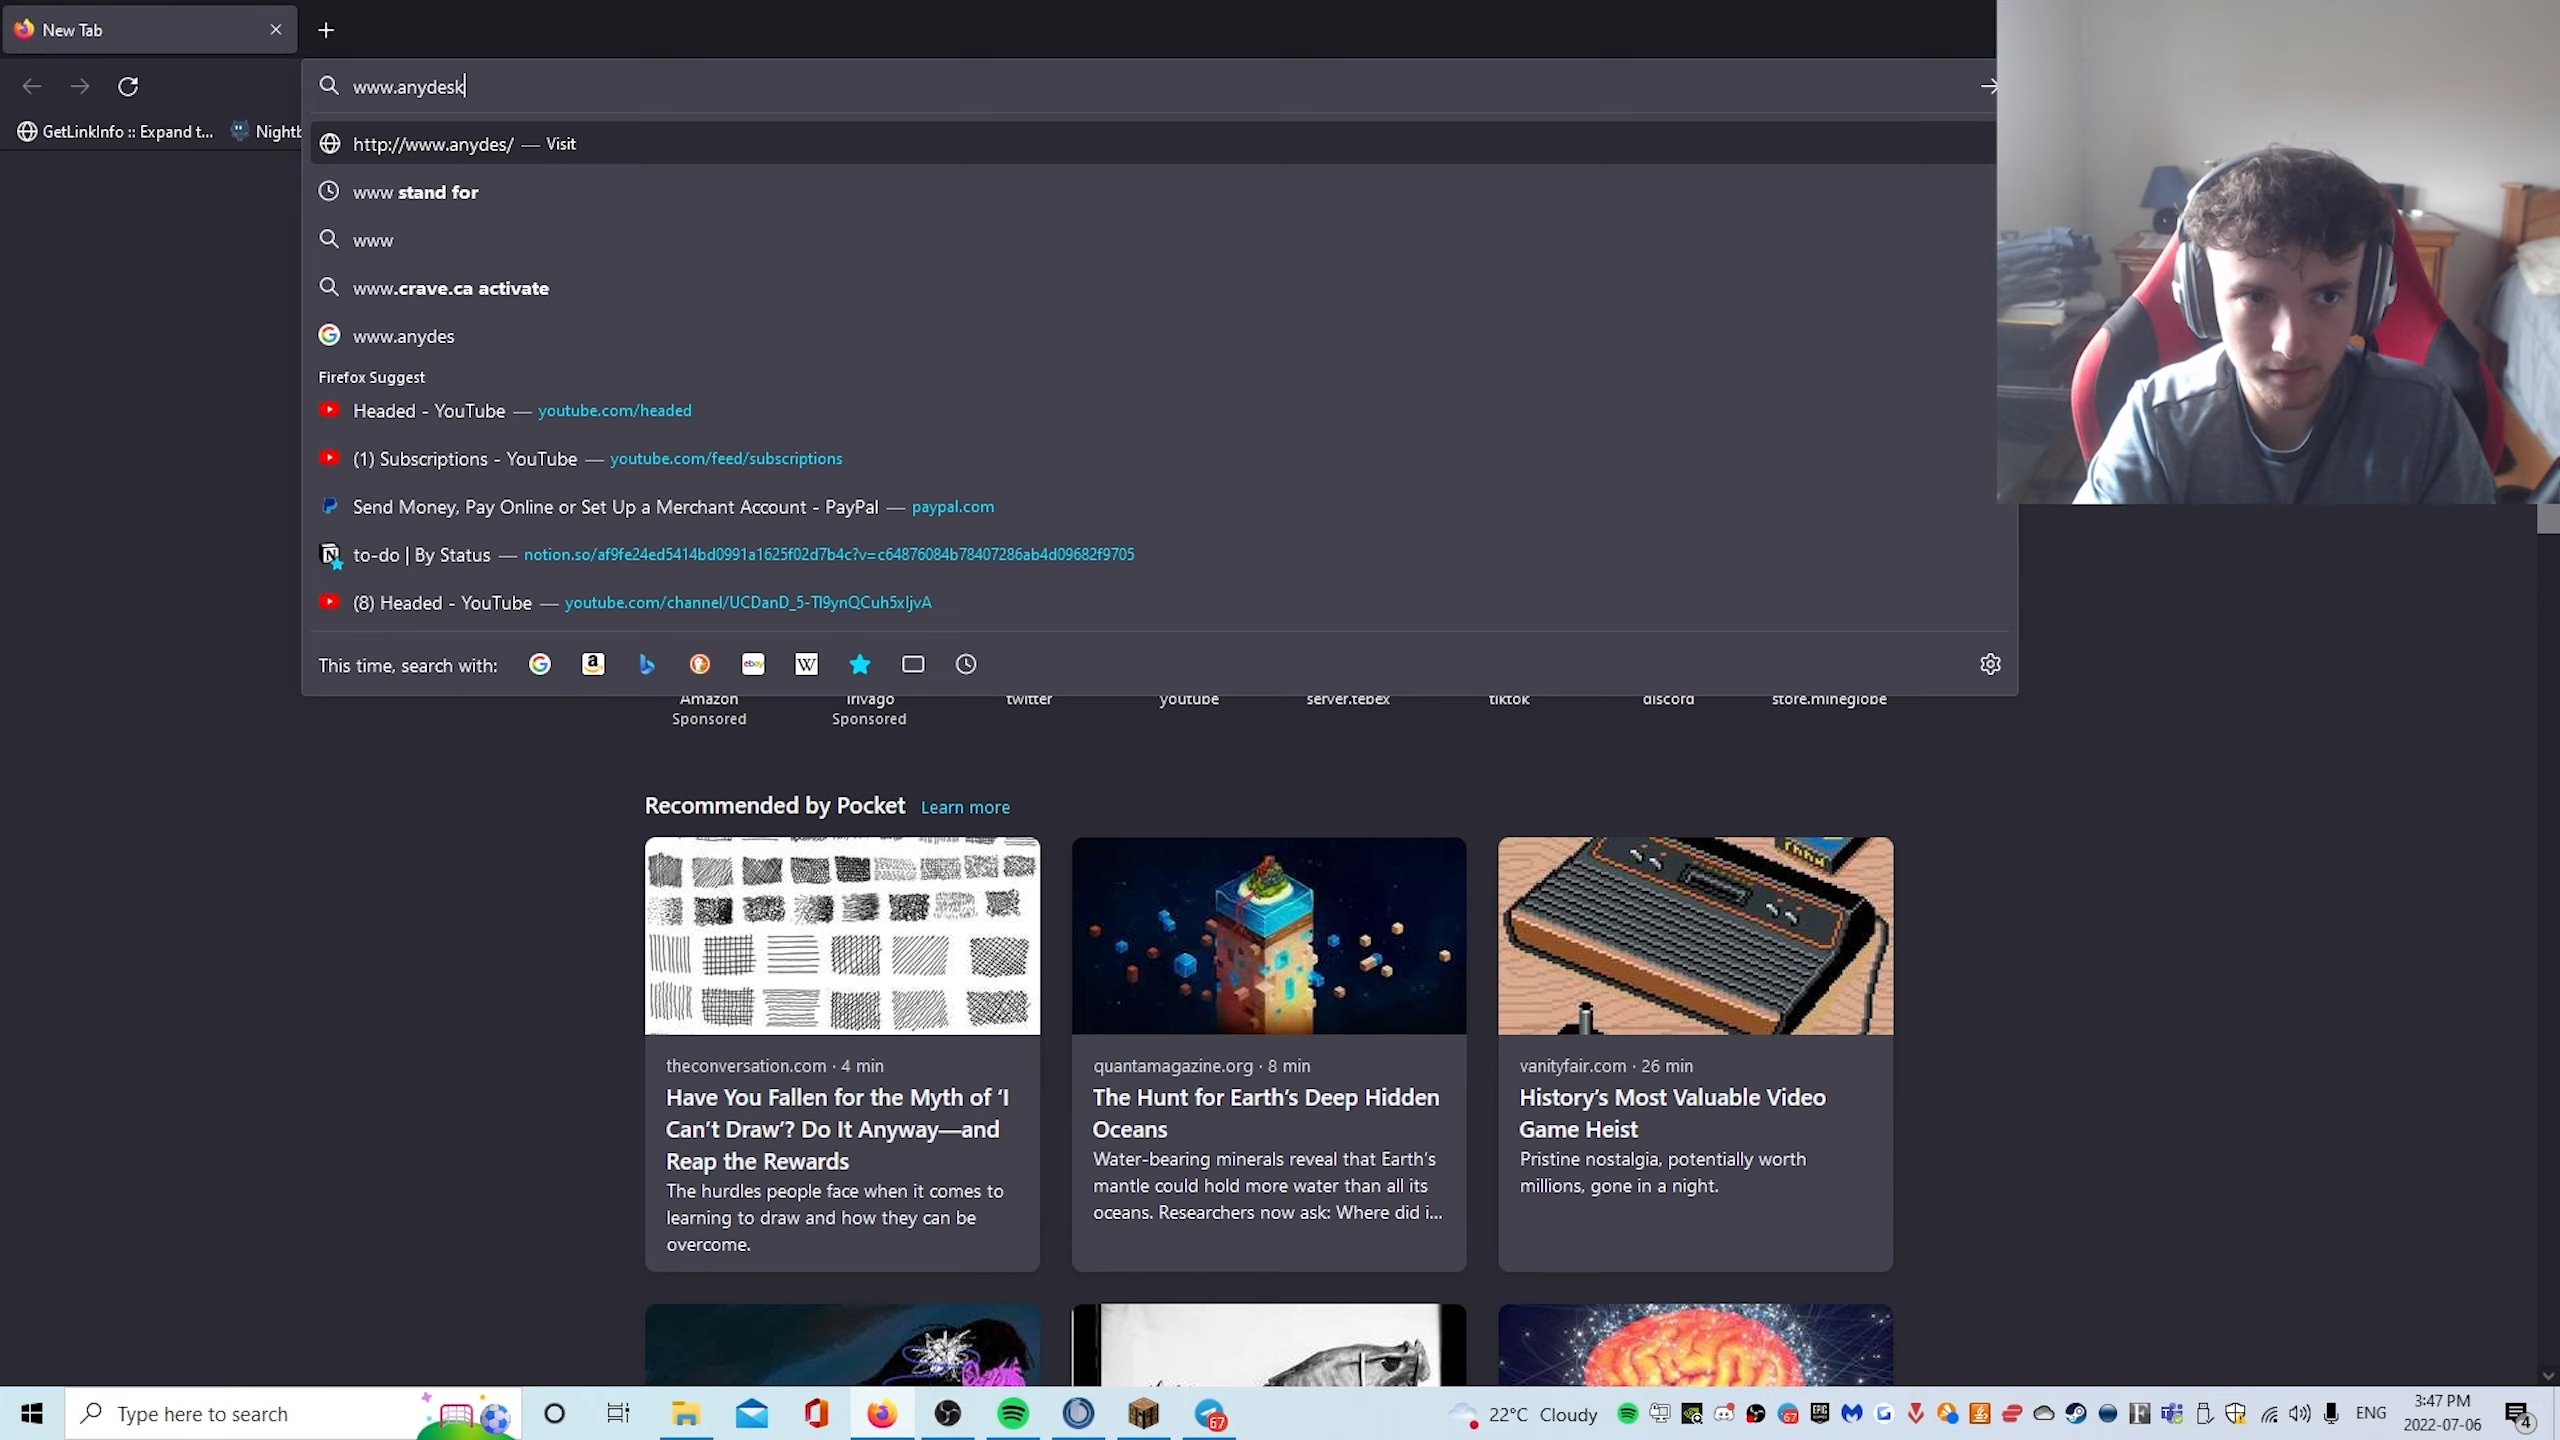 New Tab
www.anydesk
GetLinkInfo :: Expand t...
Nightb
http://www.anydes/ — Visit
www stand for
www
www.crave.ca activate
www.anydes
Firefox Suggest
Headed - YouTube — youtube.com/headed
(1) Subscriptions - YouTube — youtube.com/feed/subscriptions
Send Money, Pay Online or Set Up a Merchant Account - PayPal — paypal.com
to-do | By Status — notion.so/af9fe24ed5414bd0991a1625f02d7b4c?v=c64876084b78407286ab4d09682f9705
(8) Headed - YouTube — youtube.com/channel/UCDanD_5-Tl9ynQCuh5xIjvA
This time, search with:
Amazon
Sponsored
Trivago
Sponsored
twitter
youtube
server.tebex
tiktok
discord
store.mineglobe
Recommended by Pocket Learn more
theconversation.com · 4 min
Have You Fallen for the Myth of ‘I
Can’t Draw’? Do It Anyway—and
Reap the Rewards
The hurdles people face when it comes to
learning to draw and how they can be
overcome.
quantamagazine.org · 8 min
The Hunt for Earth’s Deep Hidden
Oceans
Water-bearing minerals reveal that Earth’s
mantle could hold more water than all its
oceans. Researchers now ask: Where did i...
vanityfair.com · 26 min
History’s Most Valuable Video
Game Heist
Pristine nostalgia, potentially worth
millions, gone in a night.
Type here to search
67
22°C Cloudy
67
ENG
3:47 PM
2022-07-06
4